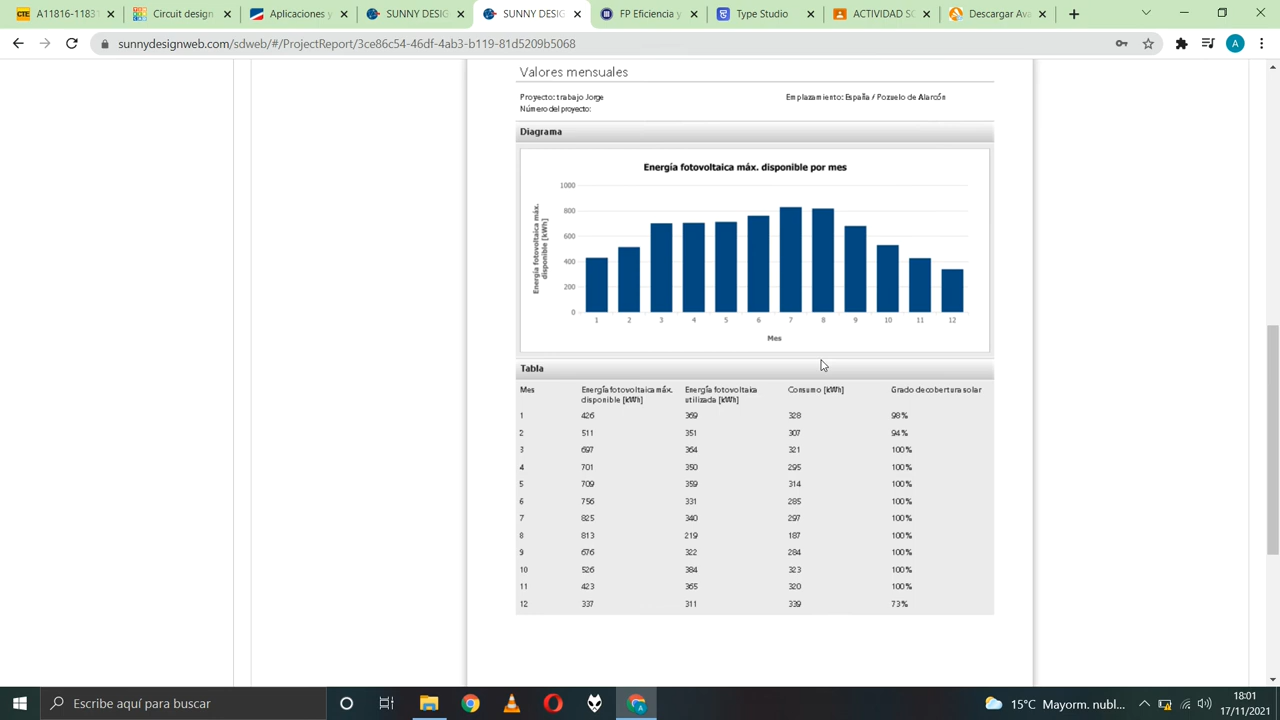 A11816-1183
Circuit design
Aplicaciones y
SUNNY DESIG
SUNNY DESIG
FP Eficiencia
Tipo Spotify
ACTIVIDAD SO
Descargar Avo
sunnydesignweb.com/sdweb/#/ProjectReport/3ce86c54-46df-4ab3-b119-81d5209b5068
A
Valores mensuales
Proyecto: trabajo Jorge
Emplazamiento: España / Pozuelo de Alarcón
Número del proyecto:
Diagrama
Energía fotovoltaica máx. disponible por mes
Energía fotovoltaica máx.
disponible [kWh]
1000
800
600
400
200
0
1 2 3 4 5 6 7 8 9 10 11 12
Mes
Tabla
Mes Energía fotovoltaica máx. disponible [kWh] Energía fotovoltaica utilizada [kWh] Consumo [kWh] Grado de cobertura solar
1 426 369 328 98%
2 511 351 307 94%
3 697 364 321 100%
4 701 350 295 100%
5 709 359 314 100%
6 756 331 285 100%
7 825 340 297 100%
8 813 219 187 100%
9 676 322 284 100%
10 526 384 323 100%
11 423 365 320 100%
12 337 311 339 73%
Escribe aquí para buscar
15°C Mayorm. nubl...
18:01
17/11/2021